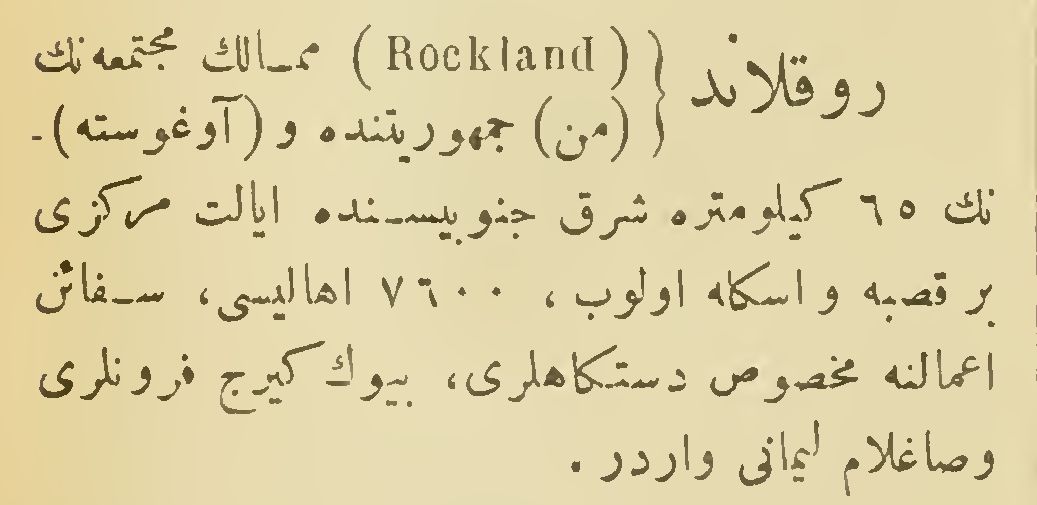 روقلاند { (Rockland) ممالك مجتمعه نك
(من) جمهوريتنده و (آوغوسته)-
نك ٦٥ كيلومتره شرق جنوبيسنده ايالت مركزى
بر قصبه و اسكله اولوب، ٧٦٠٠ اهاليسى، سفائن
اعمالنه مخصوص دستكاهلرى، بيوك كيرج فرونلرى
وصاغلام ليمانى واردر.